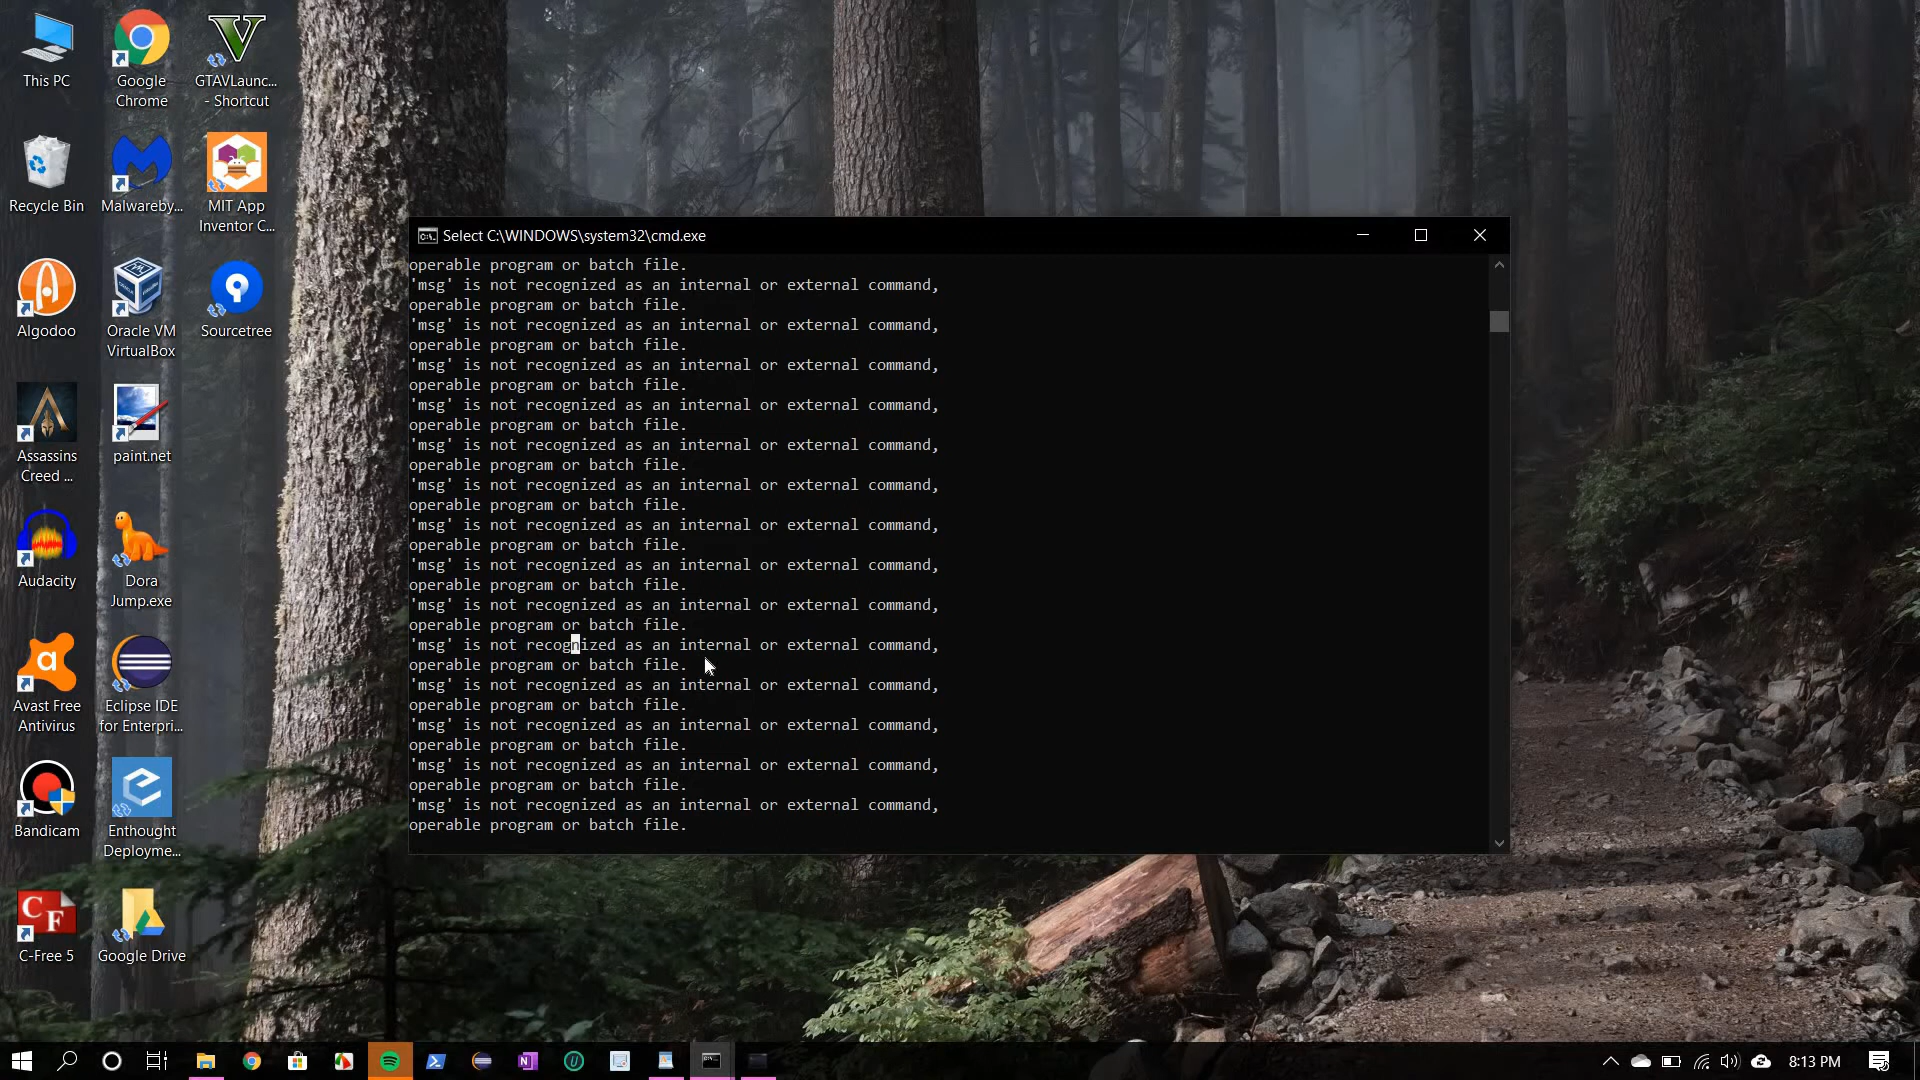 This PC
Google
Chrome
GTAVLaunc...
- Shortcut
Recycle Bin
Malwareby...
MIT App
Inventor C...
Algodoo
Oracle VM
VirtualBox
Sourcetree
Assassins
Creed ...
paint.net
Audacity
Dora
Jump.exe
Avast Free
Antivirus
Eclipse IDE
for Enterpri...
Bandicam
Enthought
Deployme...
CF
C-Free 5
Google Drive
Select C:\WINDOWS\system32\cmd.exe
operable program or batch file.
'msg' is not recognized as an internal or external command,
operable program or batch file.
'msg' is not recognized as an internal or external command,
operable program or batch file.
'msg' is not recognized as an internal or external command,
operable program or batch file.
'msg' is not recognized as an internal or external command,
operable program or batch file.
'msg' is not recognized as an internal or external command,
operable program or batch file.
'msg' is not recognized as an internal or external command,
operable program or batch file.
'msg' is not recognized as an internal or external command,
operable program or batch file.
'msg' is not recognized as an internal or external command,
operable program or batch file.
'msg' is not recognized as an internal or external command,
operable program or batch file.
'msg' is not recognized as an internal or external command,
operable program or batch file.
'msg' is not recognized as an internal or external command,
operable program or batch file.
'msg' is not recognized as an internal or external command,
operable program or batch file.
'msg' is not recognized as an internal or external command,
operable program or batch file.
'msg' is not recognized as an internal or external command,
operable program or batch file.
8:13 PM